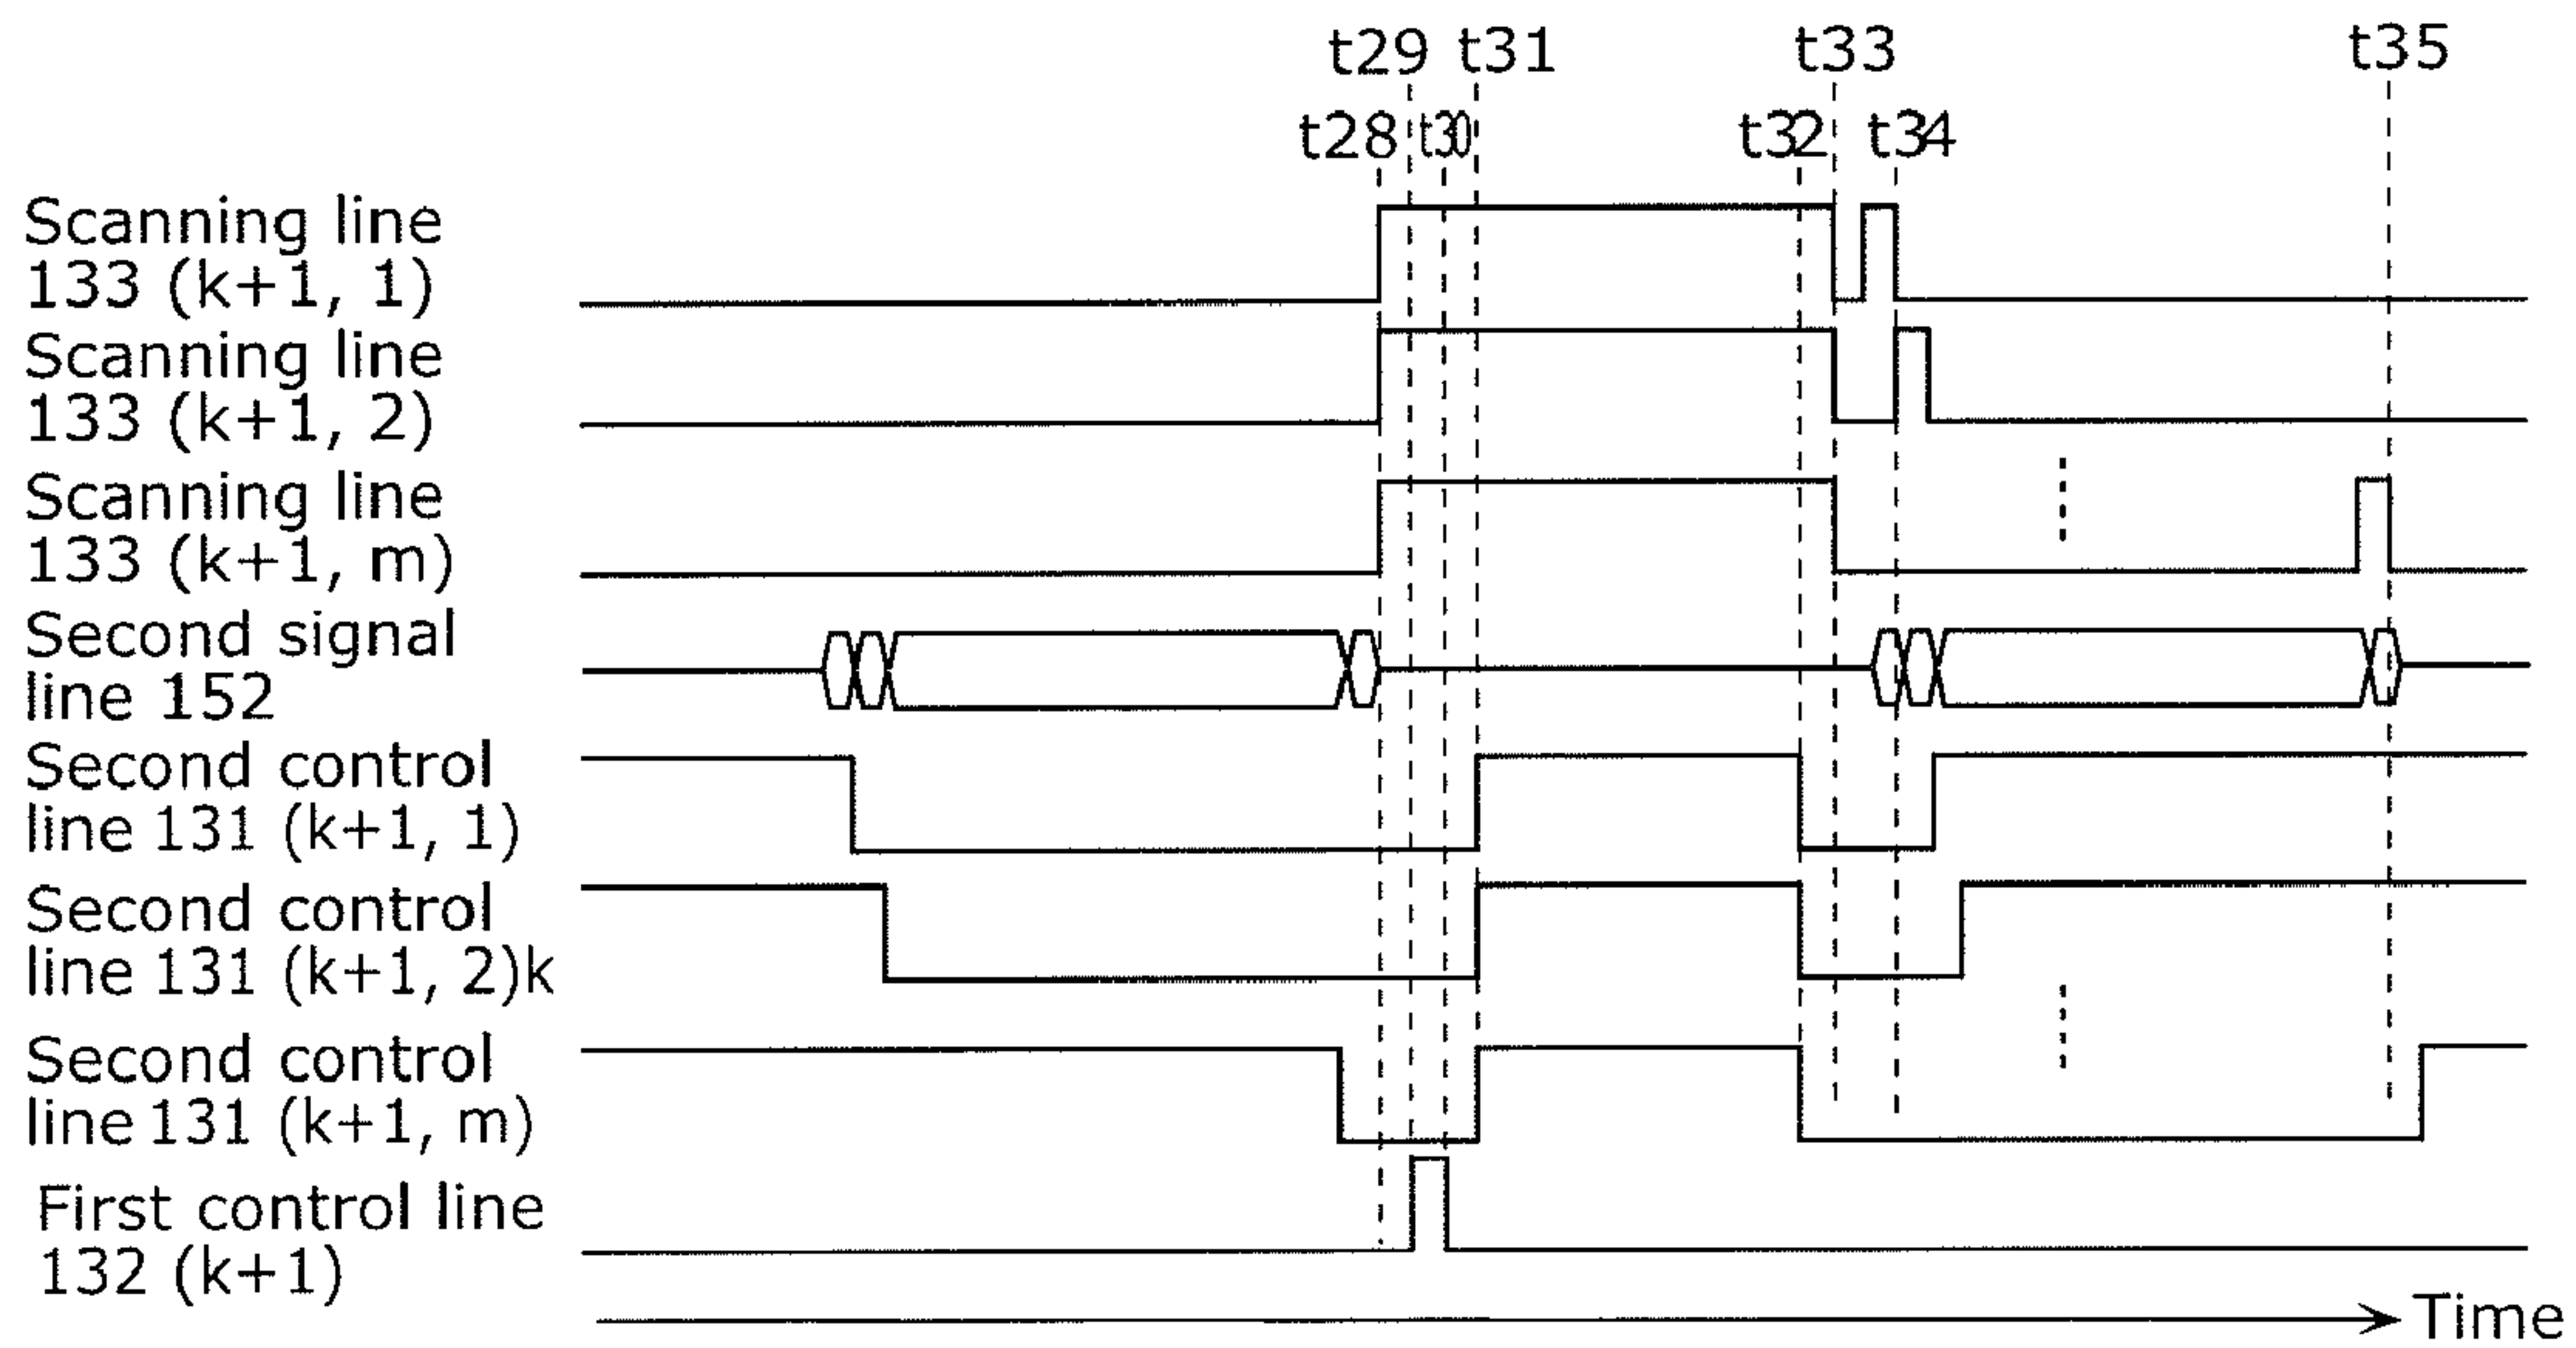 t29 t31 t33 t35
t28 t30 t32 t34
Scanning line
133 (k+1, 1)
Scanning line
133 (k+1, 2)
Scanning line
133 (k+1, m)
Second signal
line 152
Second control
line 131 (k+1, 1)
Second control
line 131 (k+1, 2)k
Second control
line 131 (k+1, m)
First control line
132 (k+1)
Time